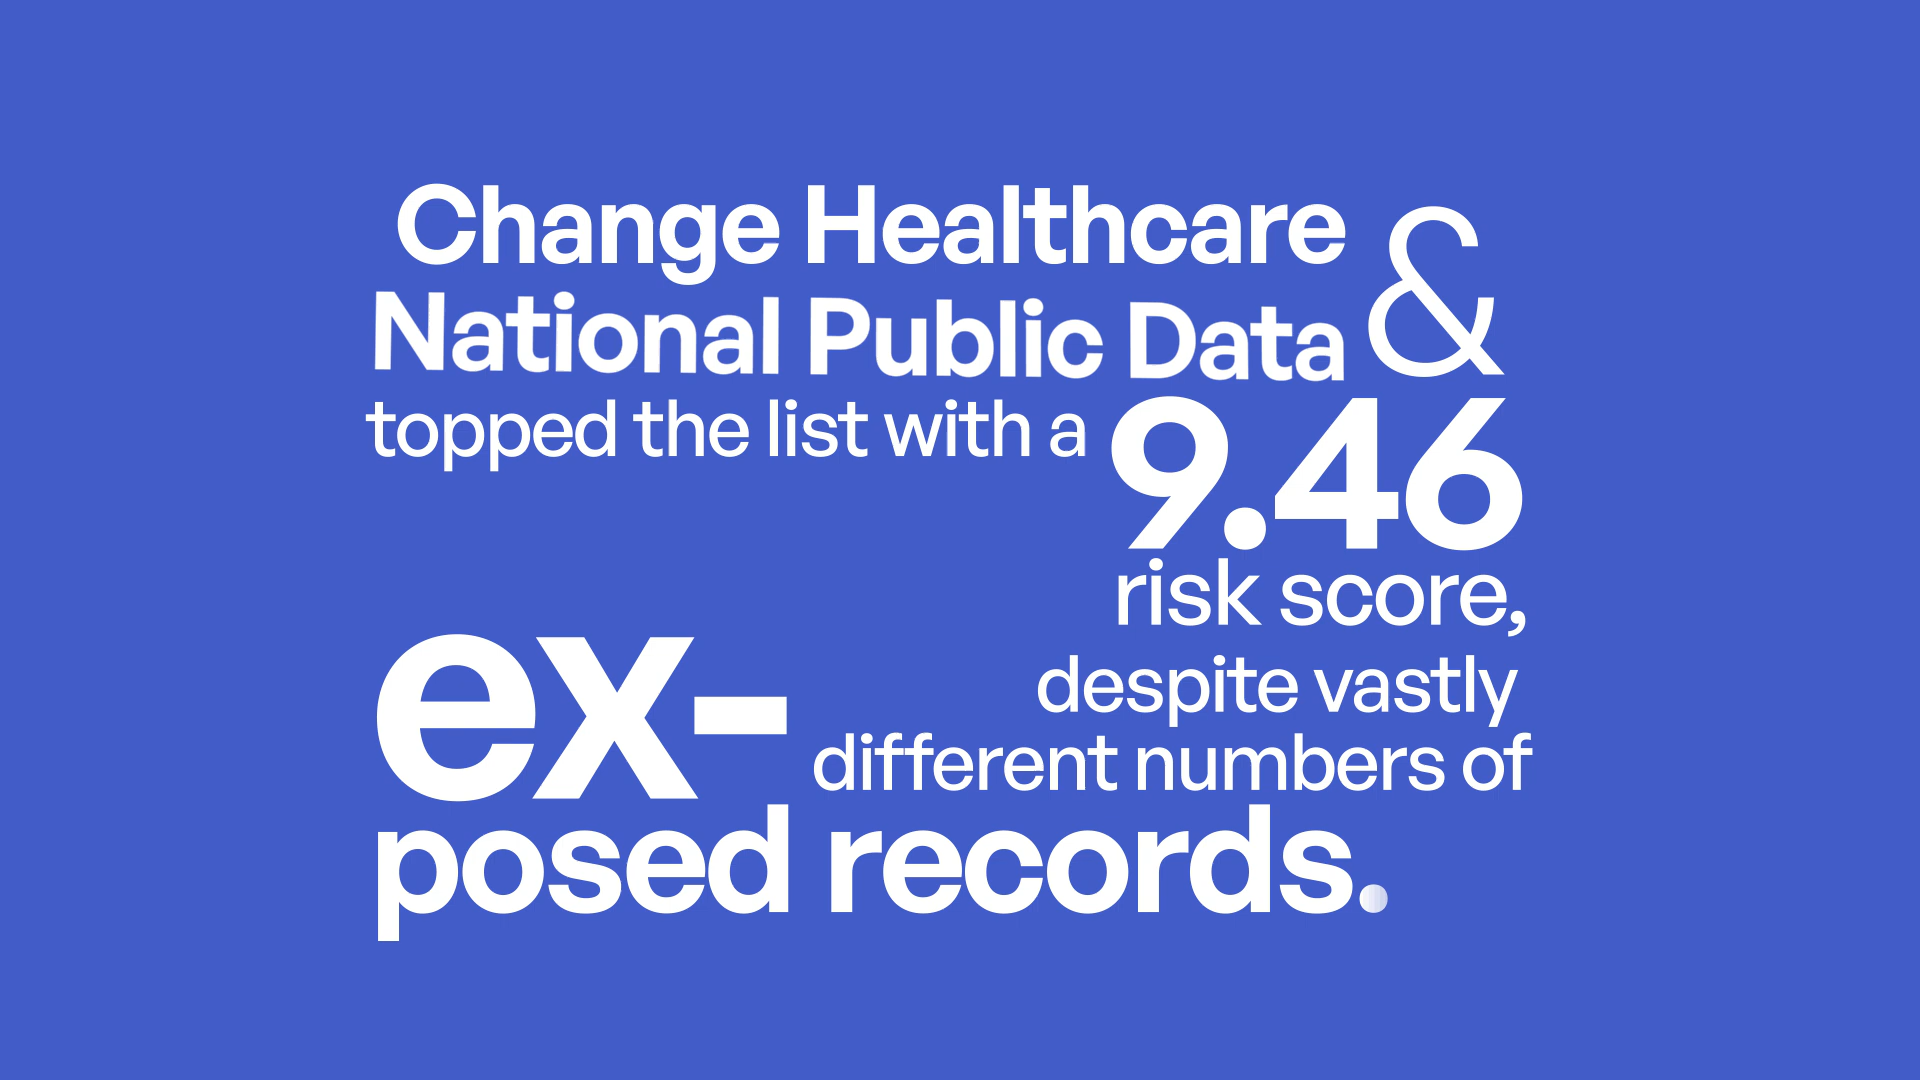 Change Healthcare &
National Public Data
topped the list with a 9.46
risk score,
despite vastly
different numbers of
ex-
posed records.